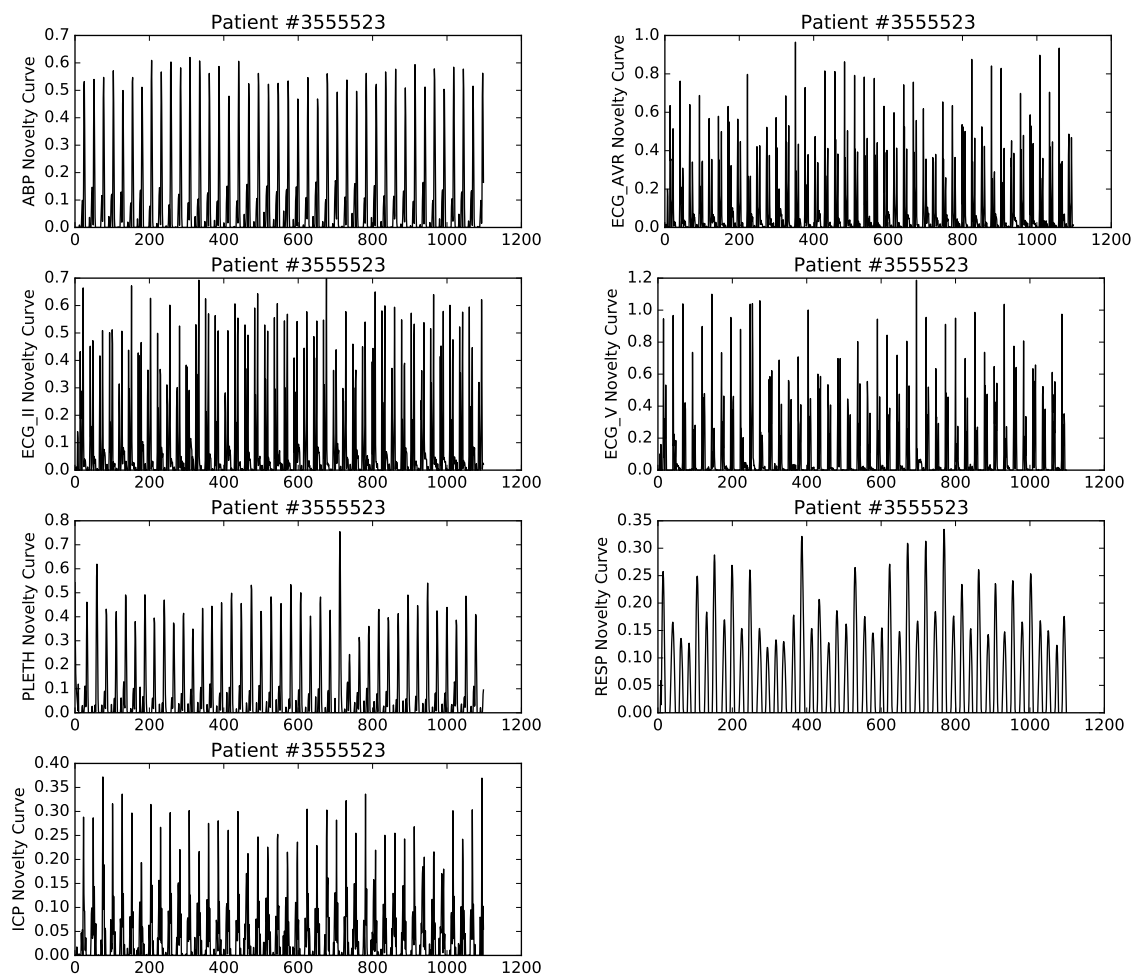 Patient #3555523
ABP Novelty Curve
0.7
0.6
0.5
0.4
0.3
0.2
0.1
0.0
0 200 400 600 800 1000 1200
Patient #3555523
ECG_AVR Novelty Curve
1.0
0.8
0.6
0.4
0.2
0.0
0 200 400 600 800 1000 1200
Patient #3555523
ECG_II Novelty Curve
0.7
0.6
0.5
0.4
0.3
0.2
0.1
0.0
0 200 400 600 800 1000 1200
Patient #3555523
ECG_V Novelty Curve
1.2
1.0
0.8
0.6
0.4
0.2
0.0
0 200 400 600 800 1000 1200
Patient #3555523
PLETH Novelty Curve
0.8
0.7
0.6
0.5
0.4
0.3
0.2
0.1
0.0
0 200 400 600 800 1000 1200
Patient #3555523
RESP Novelty Curve
0.35
0.30
0.25
0.20
0.15
0.10
0.05
0.00
0 200 400 600 800 1000 1200
Patient #3555523
ICP Novelty Curve
0.40
0.35
0.30
0.25
0.20
0.15
0.10
0.05
0.00
0 200 400 600 800 1000 1200